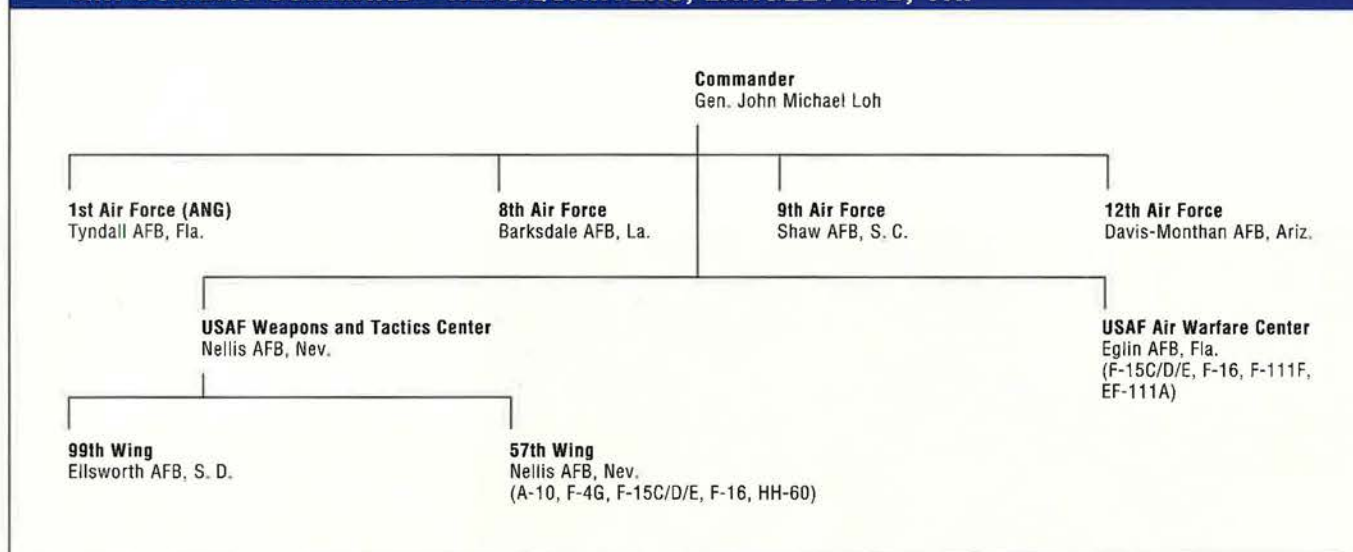 Commander
Gen. John Michael Loh
1st Air Force (ANG)
Tyndall AFB, Fla.
8th Air Force
Barksdale AFB, La.
9th Air Force
Shaw AFB, S. C.
12th Air Force
Davis-Monthan AFB, Ariz.
USAF Weapons and Tactics Center
Nellis AFB, Nev.
USAF Air Warfare Center
Eglin AFB, Fla.
(F-15C/D/E, F-16, F-111F,
EF-111A)
99th Wing
Ellsworth AFB, S. D.
57th Wing
Nellis AFB, Nev.
(A-10, F-4G, F-15C/D/E, F-16, HH-60)